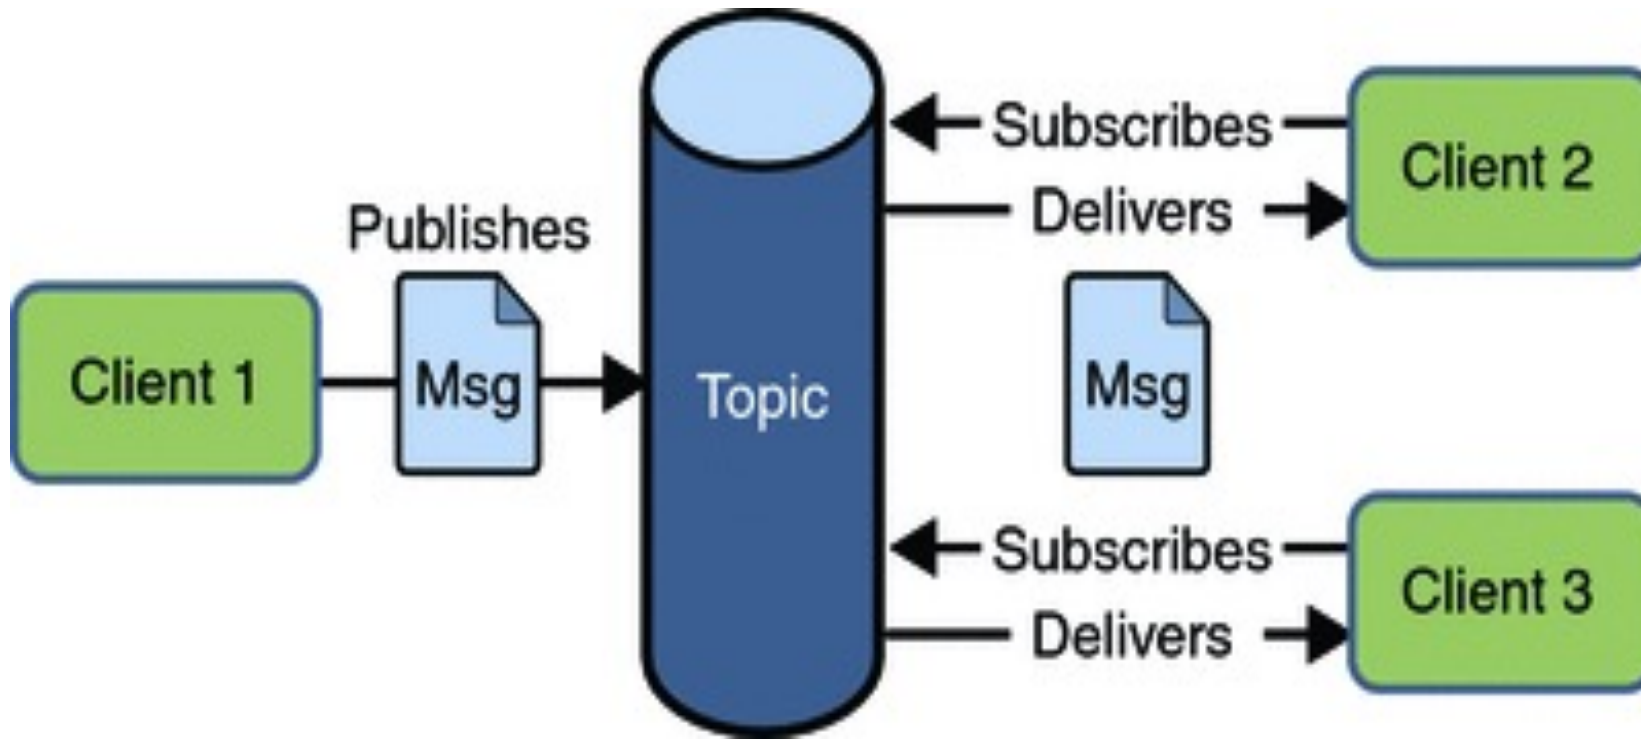 Publishes
Client 1
Msg
Topic
Subscribes
Delivers
Client 2
Msg
Subscribes
Delivers
Client 3